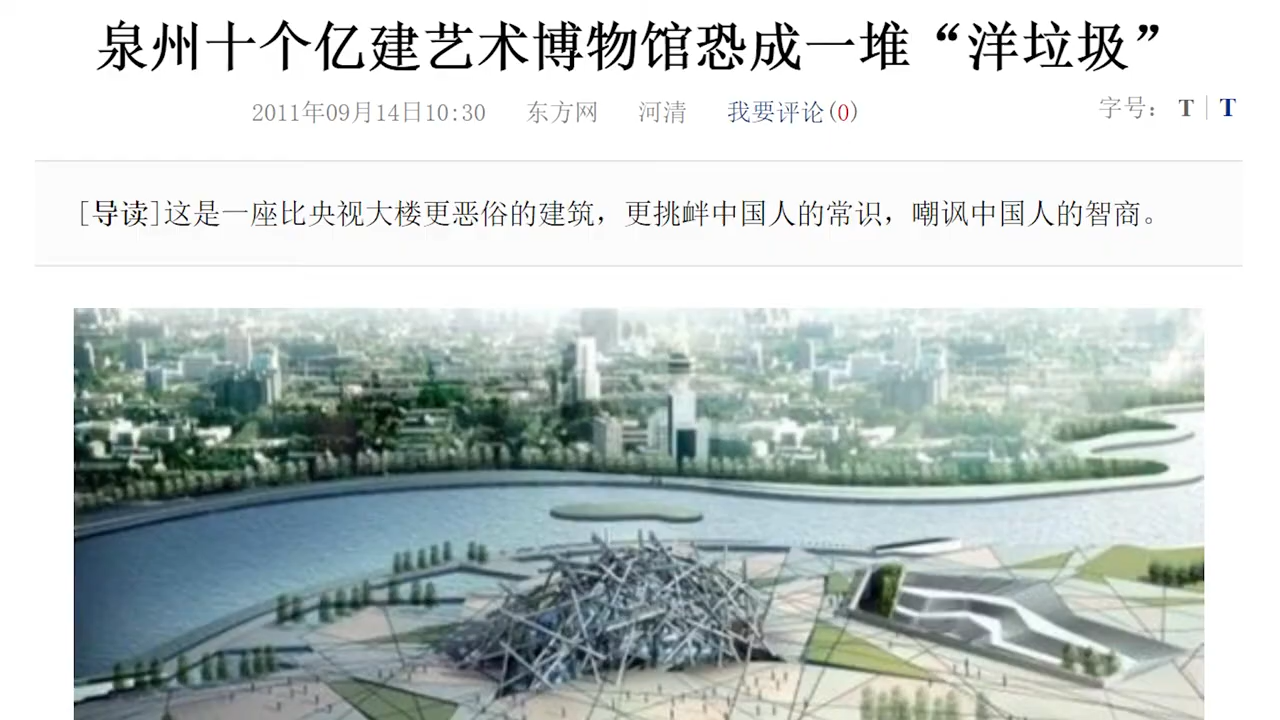 泉州十个亿建艺术博物馆恐成一堆“洋垃圾”
2011年09月14日10:30 东方网 河清 我要评论(0) 字号： T | T
[导读]这是一座比央视大楼更恶俗的建筑，更挑衅中国人的常识，嘲讽中国人的智商。